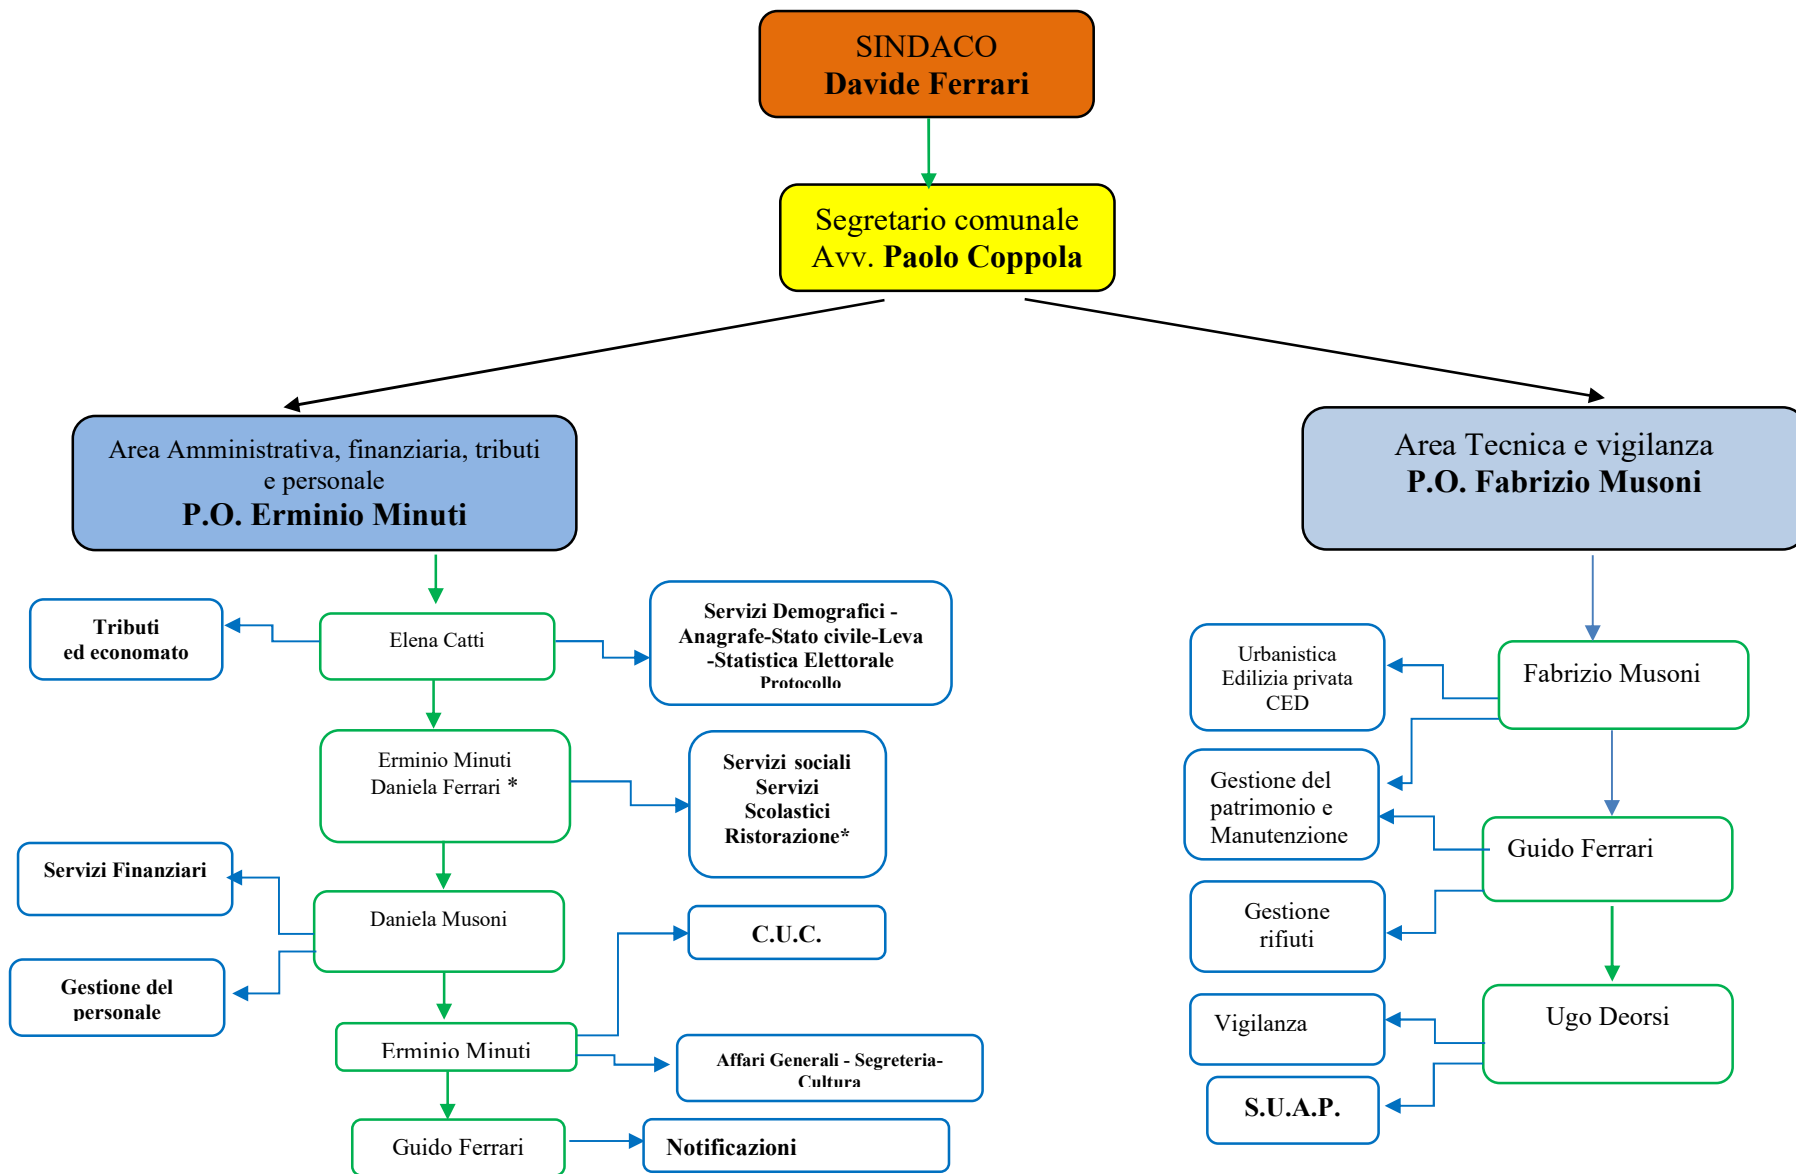 SINDACO
Davide Ferrari
Segretario comunale
Avv. Paolo Coppola
Area Amministrativa, finanziaria, tributi
e personale
P.O. Erminio Minuti
Area Tecnica e vigilanza
P.O. Fabrizio Musoni
Tributi
ed economato
Elena Catti
Servizi Demografici -
Anagrafe-Stato civile-Leva
-Statistica Elettorale
Protocollo
Erminio Minuti
Daniela Ferrari *
Servizi sociali
Servizi
Scolastici
Ristorazione*
Servizi Finanziari
Daniela Musoni
Gestione del
personale
C.U.C.
Erminio Minuti
Affari Generali - Segreteria-
Cultura
Guido Ferrari
Notificazioni
Urbanistica
Edilizia privata
CED
Fabrizio Musoni
Gestione del
patrimonio e
Manutenzione
Guido Ferrari
Gestione
rifiuti
Vigilanza
Ugo Deorsi
S.U.A.P.